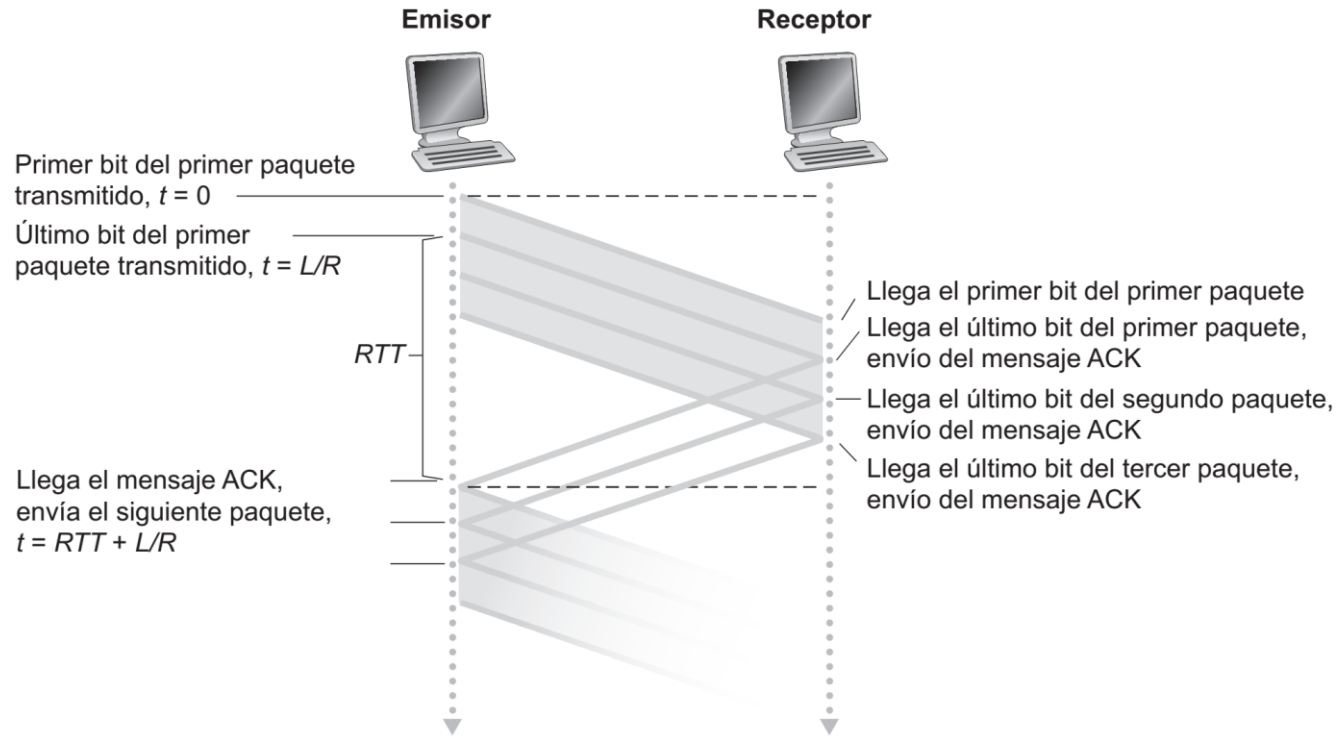 Emisor
Receptor
Primer bit del primer paquete
transmitido, t = 0
Último bit del primer
paquete transmitido, t = L/R
RTT
Llega el primer bit del primer paquete
Llega el último bit del primer paquete,
envío del mensaje ACK
Llega el último bit del segundo paquete,
envío del mensaje ACK
Llega el último bit del tercer paquete,
envío del mensaje ACK
Llega el mensaje ACK,
envía el siguiente paquete,
t = RTT + L/R